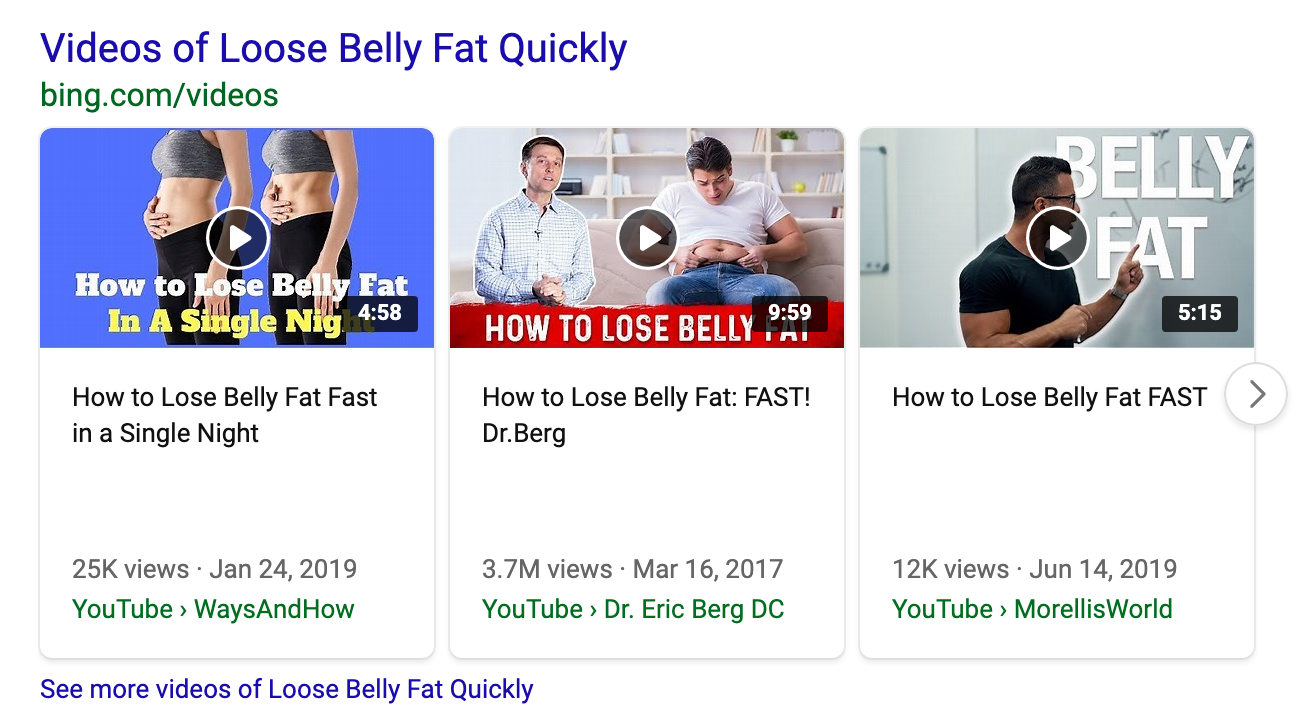 Videos of Loose Belly Fat Quickly
bing.com/videos
How to Lose Belly Fat
In A Single Night
4:58
How to Lose Belly Fat Fast
in a Single Night
25K views · Jan 24, 2019
YouTube › WaysAndHow
HOW TO LOSE BELLY FAT
9:59
How to Lose Belly Fat: FAST!
Dr.Berg
3.7M views · Mar 16, 2017
YouTube › Dr. Eric Berg DC
BELLY
FAT
5:15
How to Lose Belly Fat FAST
12K views · Jun 14, 2019
YouTube › MorellisWorld
See more videos of Loose Belly Fat Quickly